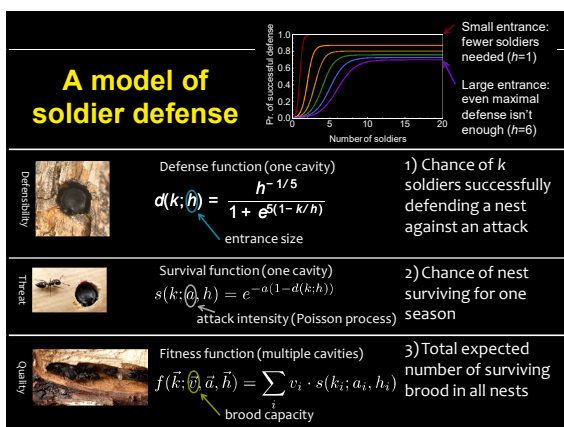 A model of
soldier defense
Pr. of successful defense
1.0
0.8
0.6
0.4
0.2
0.0
0 5 10 15 20
Number of soldiers
Small entrance:
fewer soldiers
needed (h=1)
Large entrance:
even maximal
defense isn't
enough (h=6)
Defensibility
Defense function (one cavity)
d(k;h) = h^{-1/5} / (1 + e^{5(1-k/h)})
entrance size
1) Chance of k
soldiers successfully
defending a nest
against an attack
Threat
Survival function (one cavity)
s(k;a,h) = e^{-a(1-d(k;h))}
attack intensity (Poisson process)
2) Chance of nest
surviving for one
season
Quality
Fitness function (multiple cavities)
f(k⃗;v⃗,a⃗,h⃗) = ∑_i v_i · s(k_i;a_i,h_i)
brood capacity
3) Total expected
number of surviving
brood in all nests